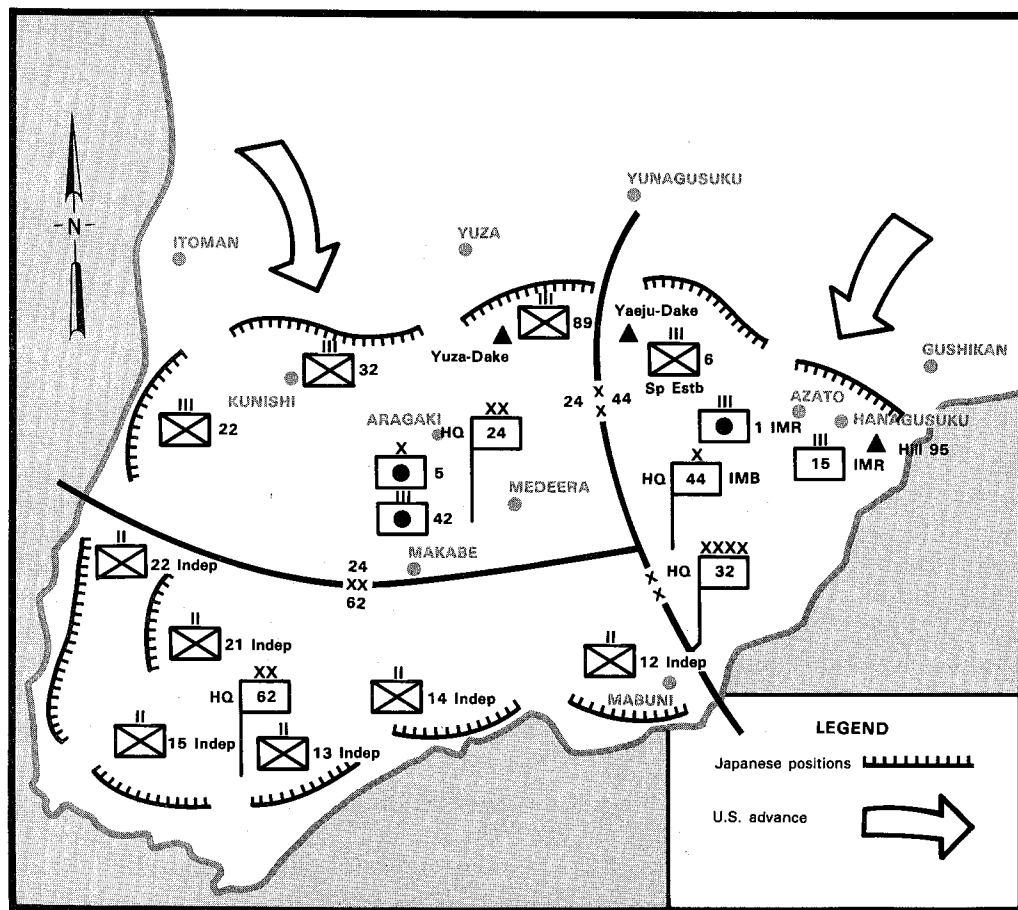 YUNAGUSUKU
-N-
YUZA
ITOMAN
III
89
Yaeju-Dake
Yuza-Dake
III
6
Sp Estb
GUSHIKAN
III
32
KUNISHI
24 XX 44
III
1 IMR
AZATO
HANAGUSUKU
Hill 95
III
15 IMR
III
22
ARAGAKI
XX
HQ 24
X
5
III
42
MEDEERA
X
HQ 44 IMB
MAKABE
24
XX
62
XXXX
HQ 32
XX
II
22 Indep
II
21 Indep
II
12 Indep
MABUNI
XX
HQ 62
II
14 Indep
II
15 Indep
II
13 Indep
LEGEND
Japanese positions
U.S. advance